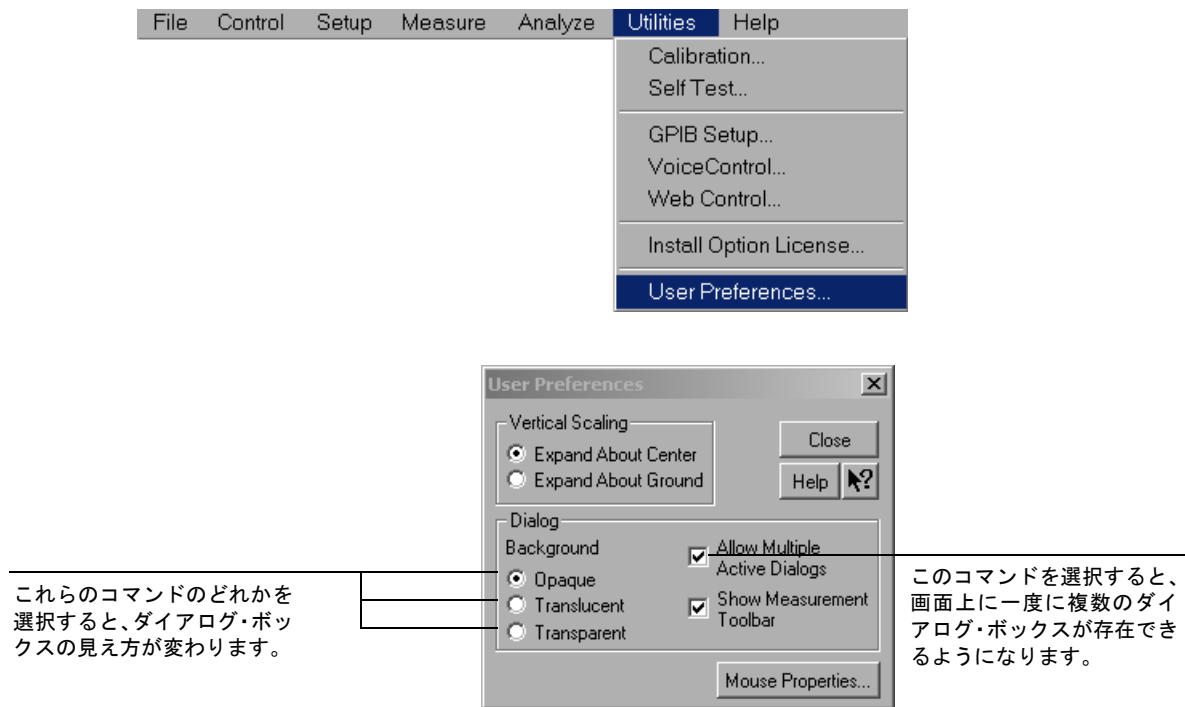 File Control Setup Measure Analyze Utilities Help
Calibration...
Self Test...
GPIB Setup...
VoiceControl...
Web Control...
Install Option License...
User Preferences...
User Preferences
Vertical Scaling
Expand About Center
Expand About Ground
Close
Help
Dialog
Background
Opaque
Translucent
Transparent
Allow Multiple
Active Dialogs
Show Measurement
Toolbar
Mouse Properties...
これらのコマンドのどれかを
選択すると、ダイアログ・ボッ
クスの見え方が変わります。
このコマンドを選択すると、
画面上に一度に複数のダイ
アログ・ボックスが存在でき
るようになります。